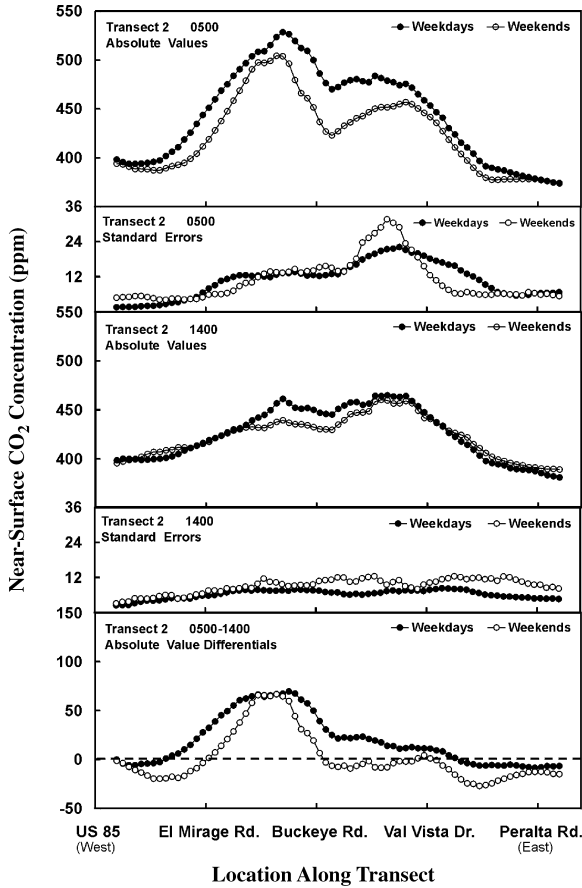 Near-Surface CO2 Concentration (ppm)
550
500
450
400
Transect 2 0500
Absolute Values
Weekdays Weekends
36
24
12
Transect 2 0500
Standard Errors
Weekdays Weekends
550
500
450
400
Transect 2 1400
Absolute Values
Weekdays Weekends
36
24
12
Transect 2 1400
Standard Errors
Weekdays Weekends
150
100
50
0
-50
Transect 2 0500-1400
Absolute Value Differentials
Weekdays Weekends
US 85 El Mirage Rd. Buckeye Rd. Val Vista Dr. Peralta Rd.
(West) (East)
Location Along Transect